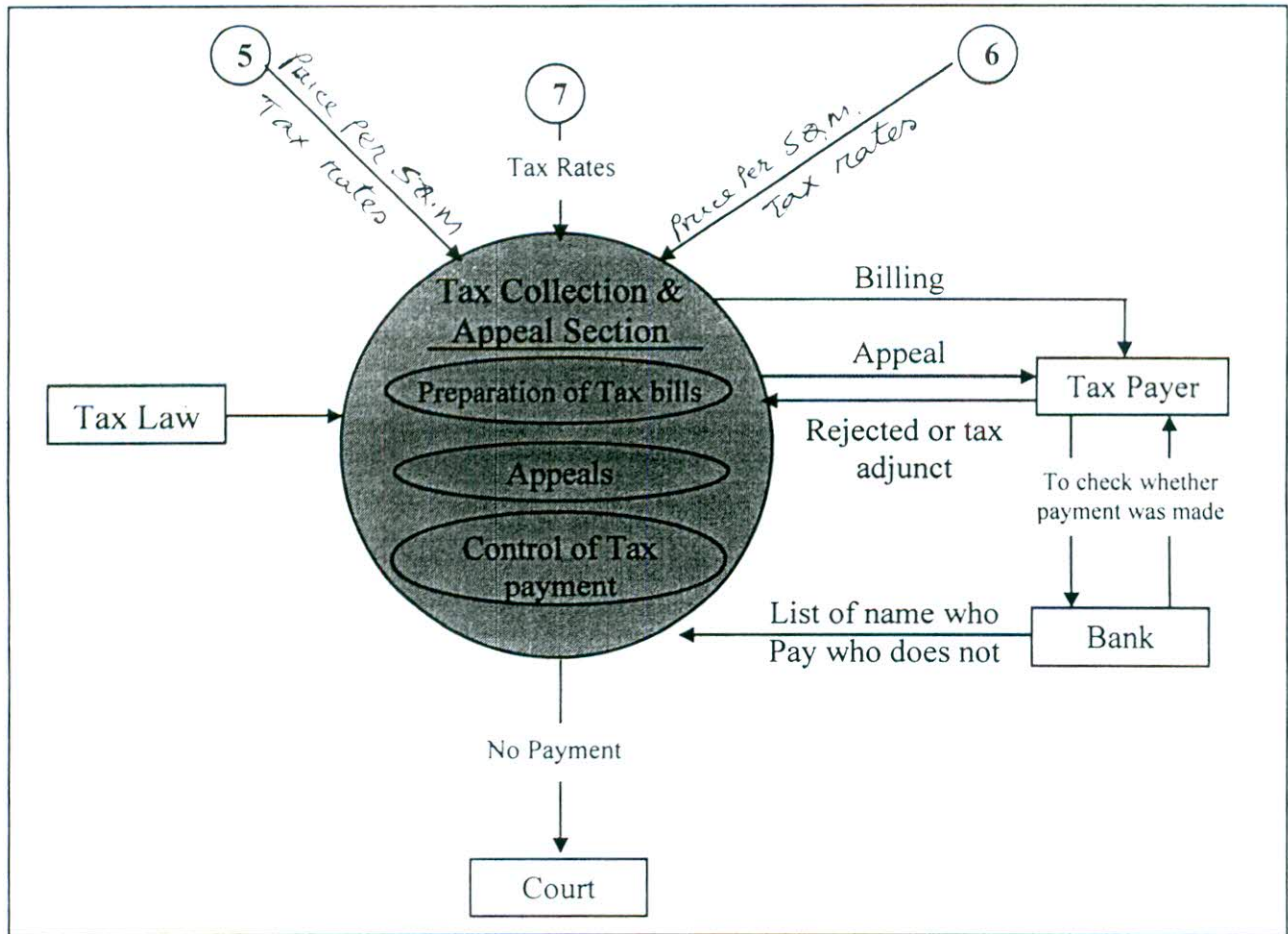 5
7
6
Price Per SQ.M
Tax rates
Tax Rates
Price Per SQ.M.
Tax rates
Tax Collection &
Appeal Section
Preparation of Tax bills
Appeals
Control of Tax
payment
Tax Law
Billing
Appeal
Tax Payer
Rejected or tax
adjunct
To check whether
payment was made
List of name who
Pay who does not
Bank
No Payment
Court